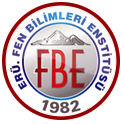 ERÜ. FEN BİLİMLERİ ENSTİTÜSÜ
FBE
1982